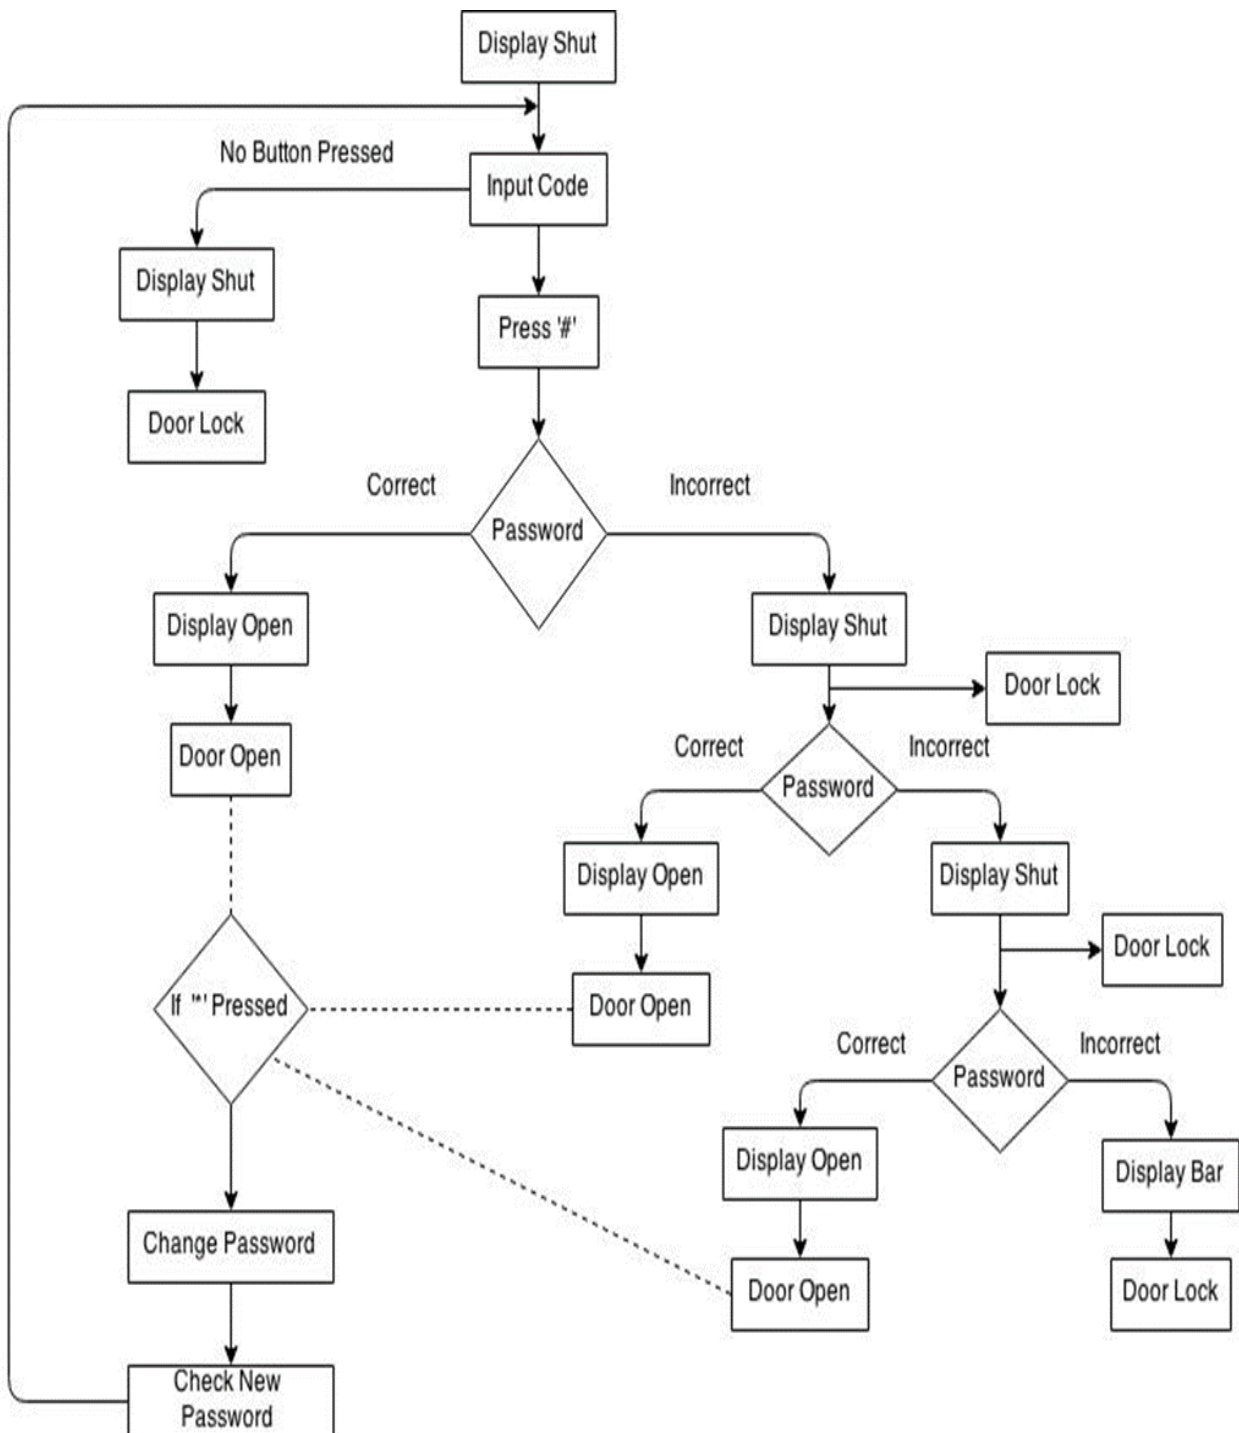 Display Shut
No Button Pressed
Input Code
Display Shut
Press '#'
Door Lock
Correct
Incorrect
Password
Display Open
Display Shut
Door Lock
Door Open
Correct
Incorrect
Password
Display Open
Display Shut
Door Lock
If '*' Pressed
Door Open
Correct
Incorrect
Password
Display Open
Display Bar
Change Password
Door Open
Door Lock
Check New
Password